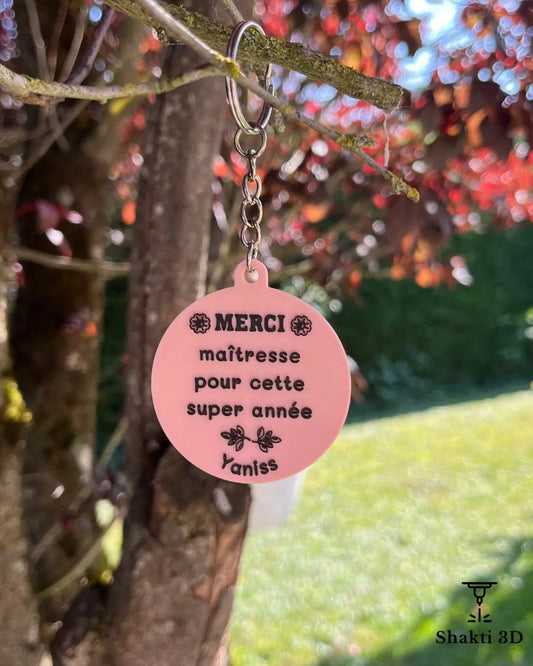 MERCI
maîtresse
pour cette
super année
Yaniss
Shakti 3D